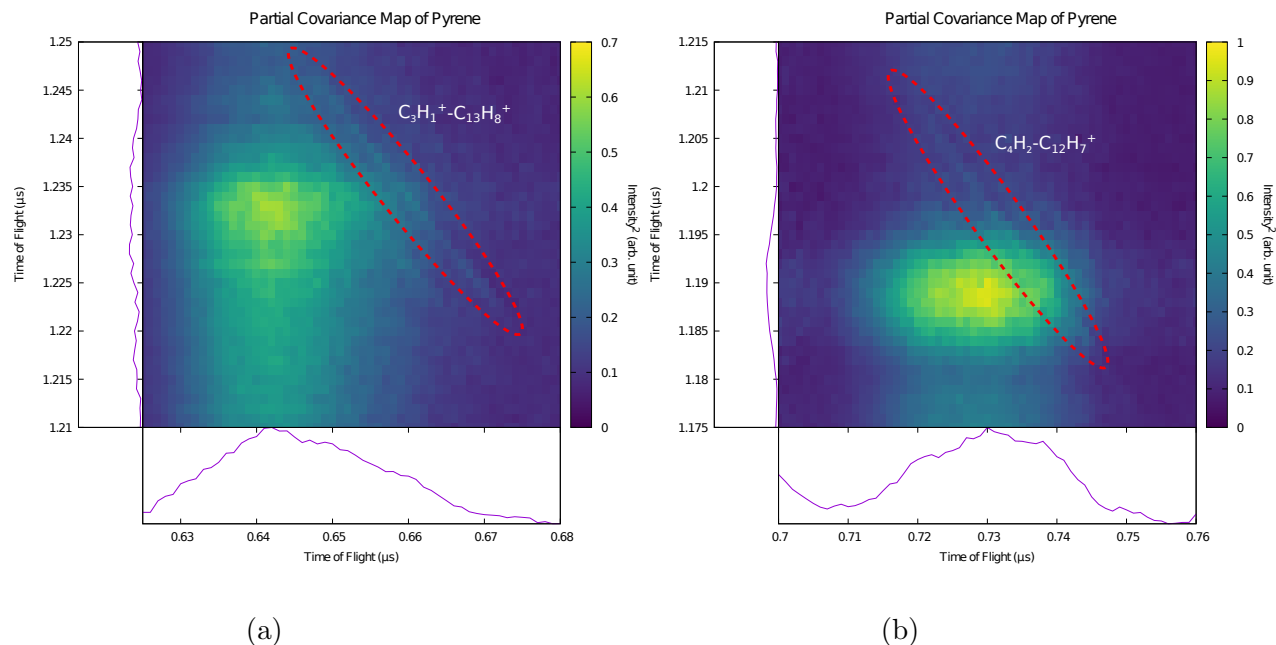 Partial Covariance Map of Pyrene
1.25
1.245
1.24
1.235
1.23
1.225
1.22
1.215
1.21
Time of Flight (μs)
C₃H₁⁺-C₁₃H₈⁺
0.7
0.6
0.5
0.4
0.3
0.2
0.1
0
Intensity² (arb. unit)
0.63 0.64 0.65 0.66 0.67 0.68
Time of Flight (μs)
(a)
Partial Covariance Map of Pyrene
1.215
1.21
1.205
1.2
1.195
1.19
1.185
1.18
1.175
Time of Flight (μs)
C₄H₂-C₁₂H₇⁺
1
0.9
0.8
0.7
0.6
0.5
0.4
0.3
0.2
0.1
0
Intensity² (arb. unit)
0.7 0.71 0.72 0.73 0.74 0.75 0.76
Time of Flight (μs)
(b)